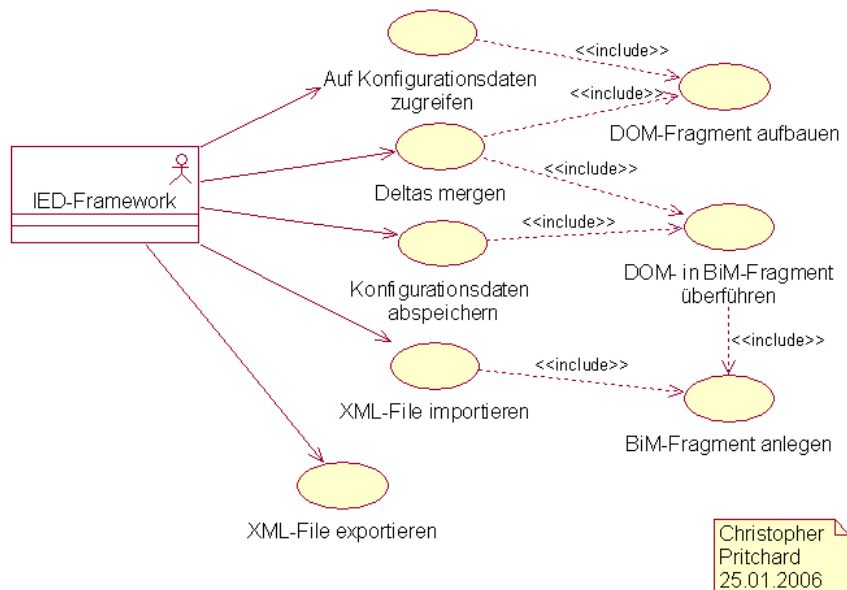 <<include>>
Auf Konfigurationsdaten
zugreifen
<<include>>
DOM-Fragment aufbauen
IED-Framework
Deltas mergen
<<include>>
<<include>>
DOM- in BiM-Fragment
überführen
Konfigurationsdaten
abspeichern
<<include>>
<<include>>
XML-File importieren
BiM-Fragment anlegen
XML-File exportieren
Christopher
Pritchard
25.01.2006